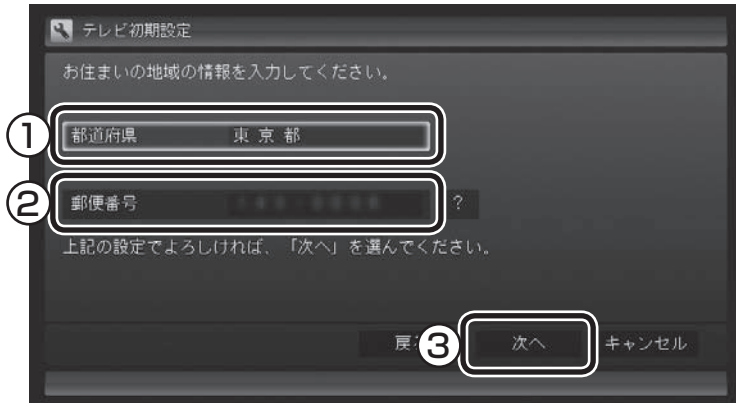 テレビ初期設定
お住まいの地域の情報を入力してください。
① 都道府県 東京都
② 郵便番号 ?
上記の設定でよろしければ、「次へ」を選んでください。
③ 次へ キャンセル